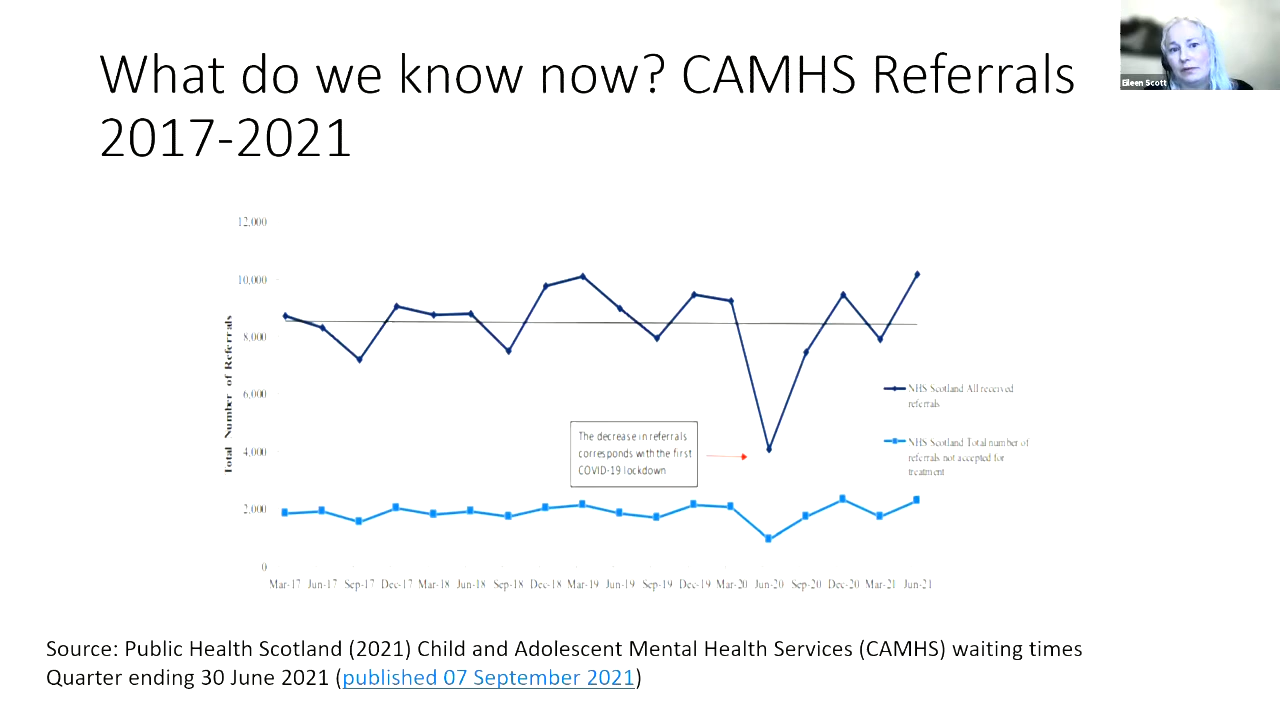 What do we know now? CAMHS Referrals
2017-2021
Eileen Scott
12,000
10,000
8,000
6,000
4,000
2,000
0
Total Number of Referrals
The decrease in referrals
corresponds with the first
COVID-19 lockdown
NHS Scotland All received
referrals
NHS Scotland Total number of
referrals not accepted for
treatment
Mar-17 Jun-17 Sep-17 Dec-17 Mar-18 Jun-18 Sep-18 Dec-18 Mar-19 Jun-19 Sep-19 Dec-19 Mar-20 Jun-20 Sep-20 Dec-20 Mar-21 Jun-21
Source: Public Health Scotland (2021) Child and Adolescent Mental Health Services (CAMHS) waiting times
Quarter ending 30 June 2021 (published 07 September 2021)